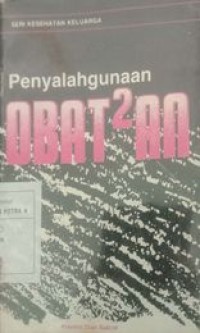 SERI KESEHATAN KELUARGA
Penyalahgunaan
OBAT2AN